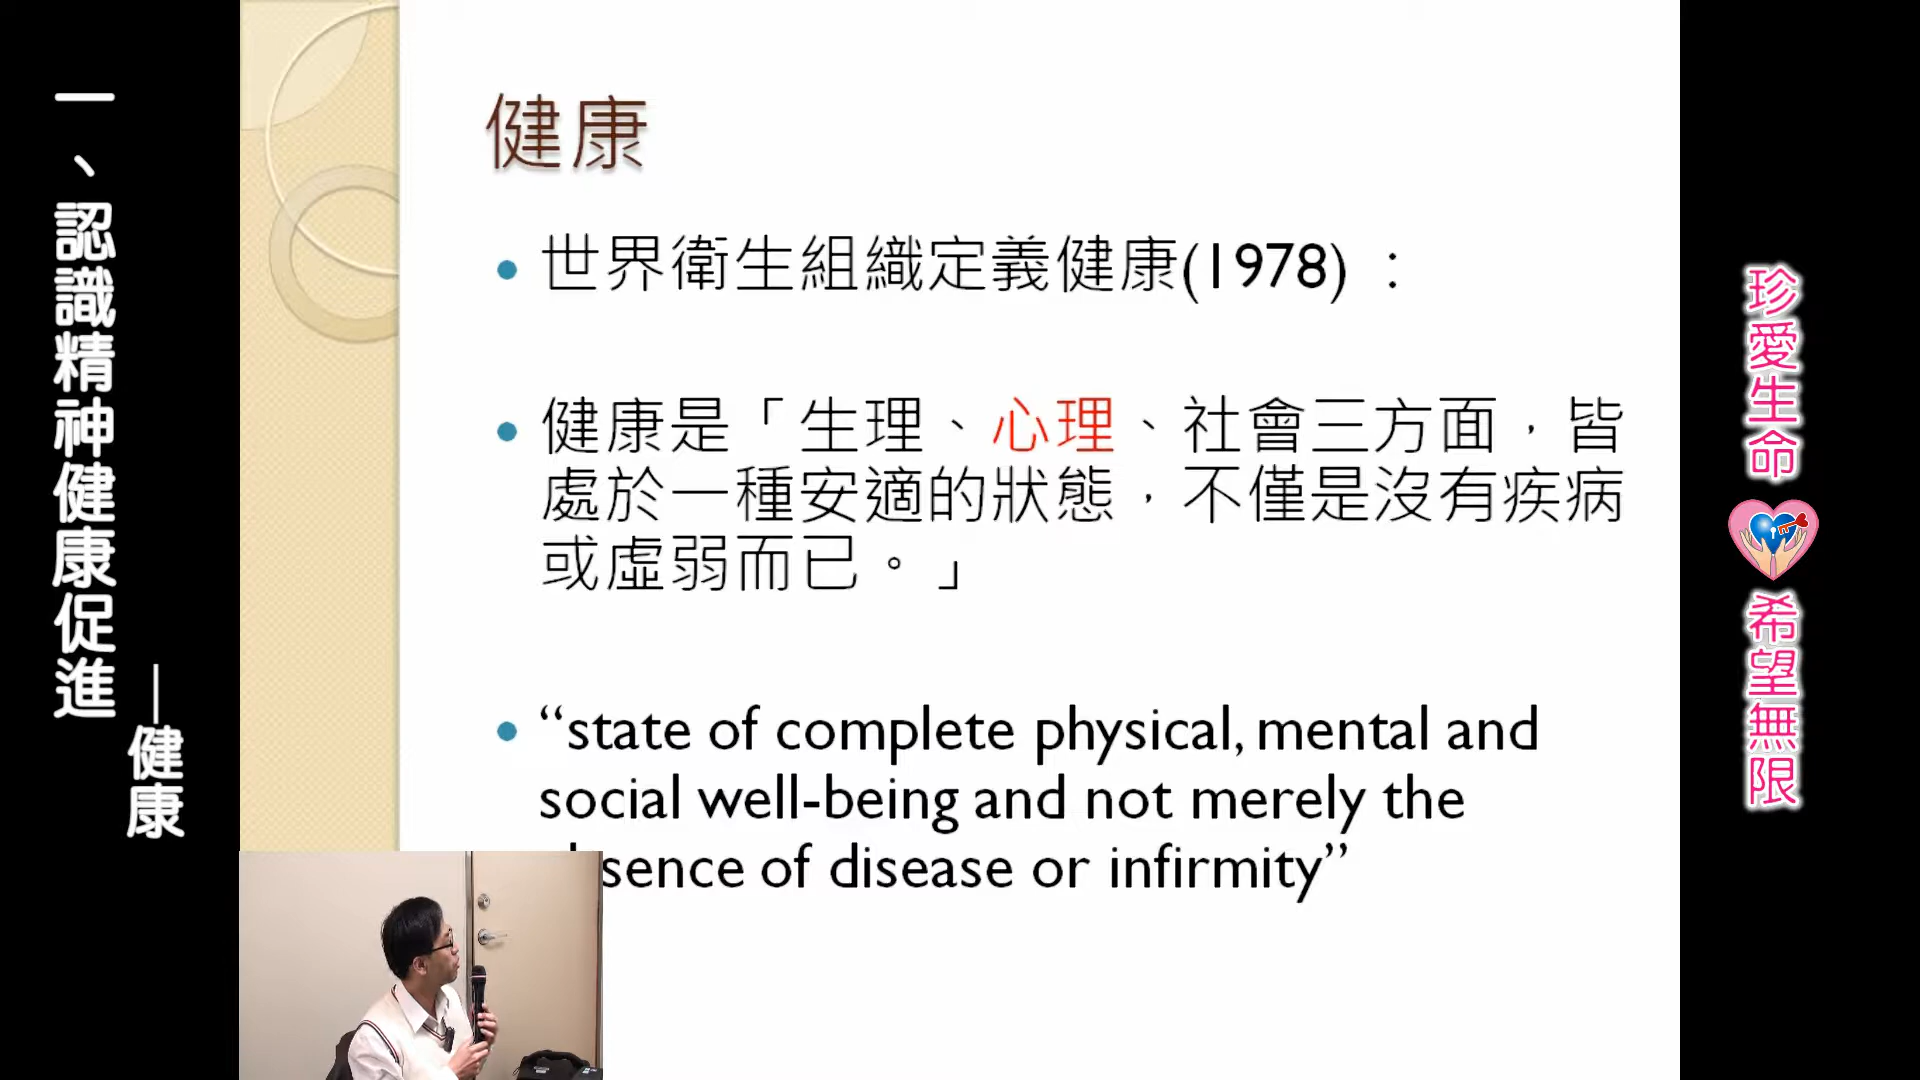 一、認識精神健康促進
—健康
健康
世界衛生組織定義健康(1978)：
健康是「生理、心理、社會三方面，皆
處於一種安適的狀態，不僅是沒有疾病
或虛弱而已。」
“state of complete physical, mental and
social well-being and not merely the
of disease or infirmity”
珍愛生命
希望無限